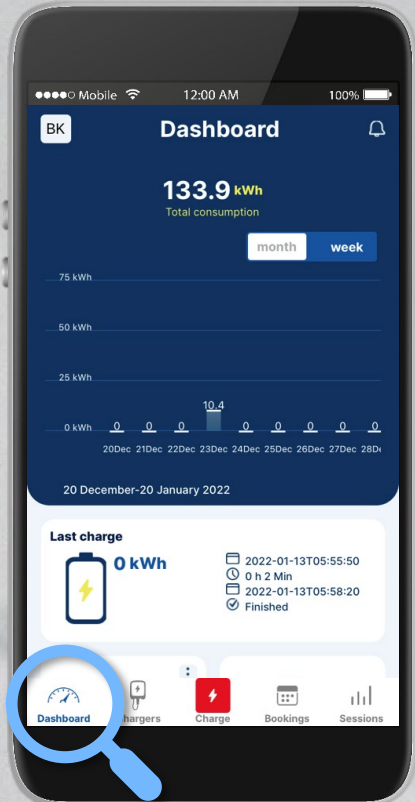 Mobile 12:00 AM 100%
BK Dashboard
133.9 kWh
Total consumption
month week
75 kWh
50 kWh
25 kWh
10.4
0 kWh 0 0 0 0 0 0 0 0
20Dec 21Dec 22Dec 23Dec 24Dec 25Dec 26Dec 27Dec 28De
20 December-20 January 2022
Last charge
0 kWh
2022-01-13T05:55:50
0 h 2 Min
2022-01-13T05:58:20
Finished
Dashboard hargers Charge Bookings Sessions